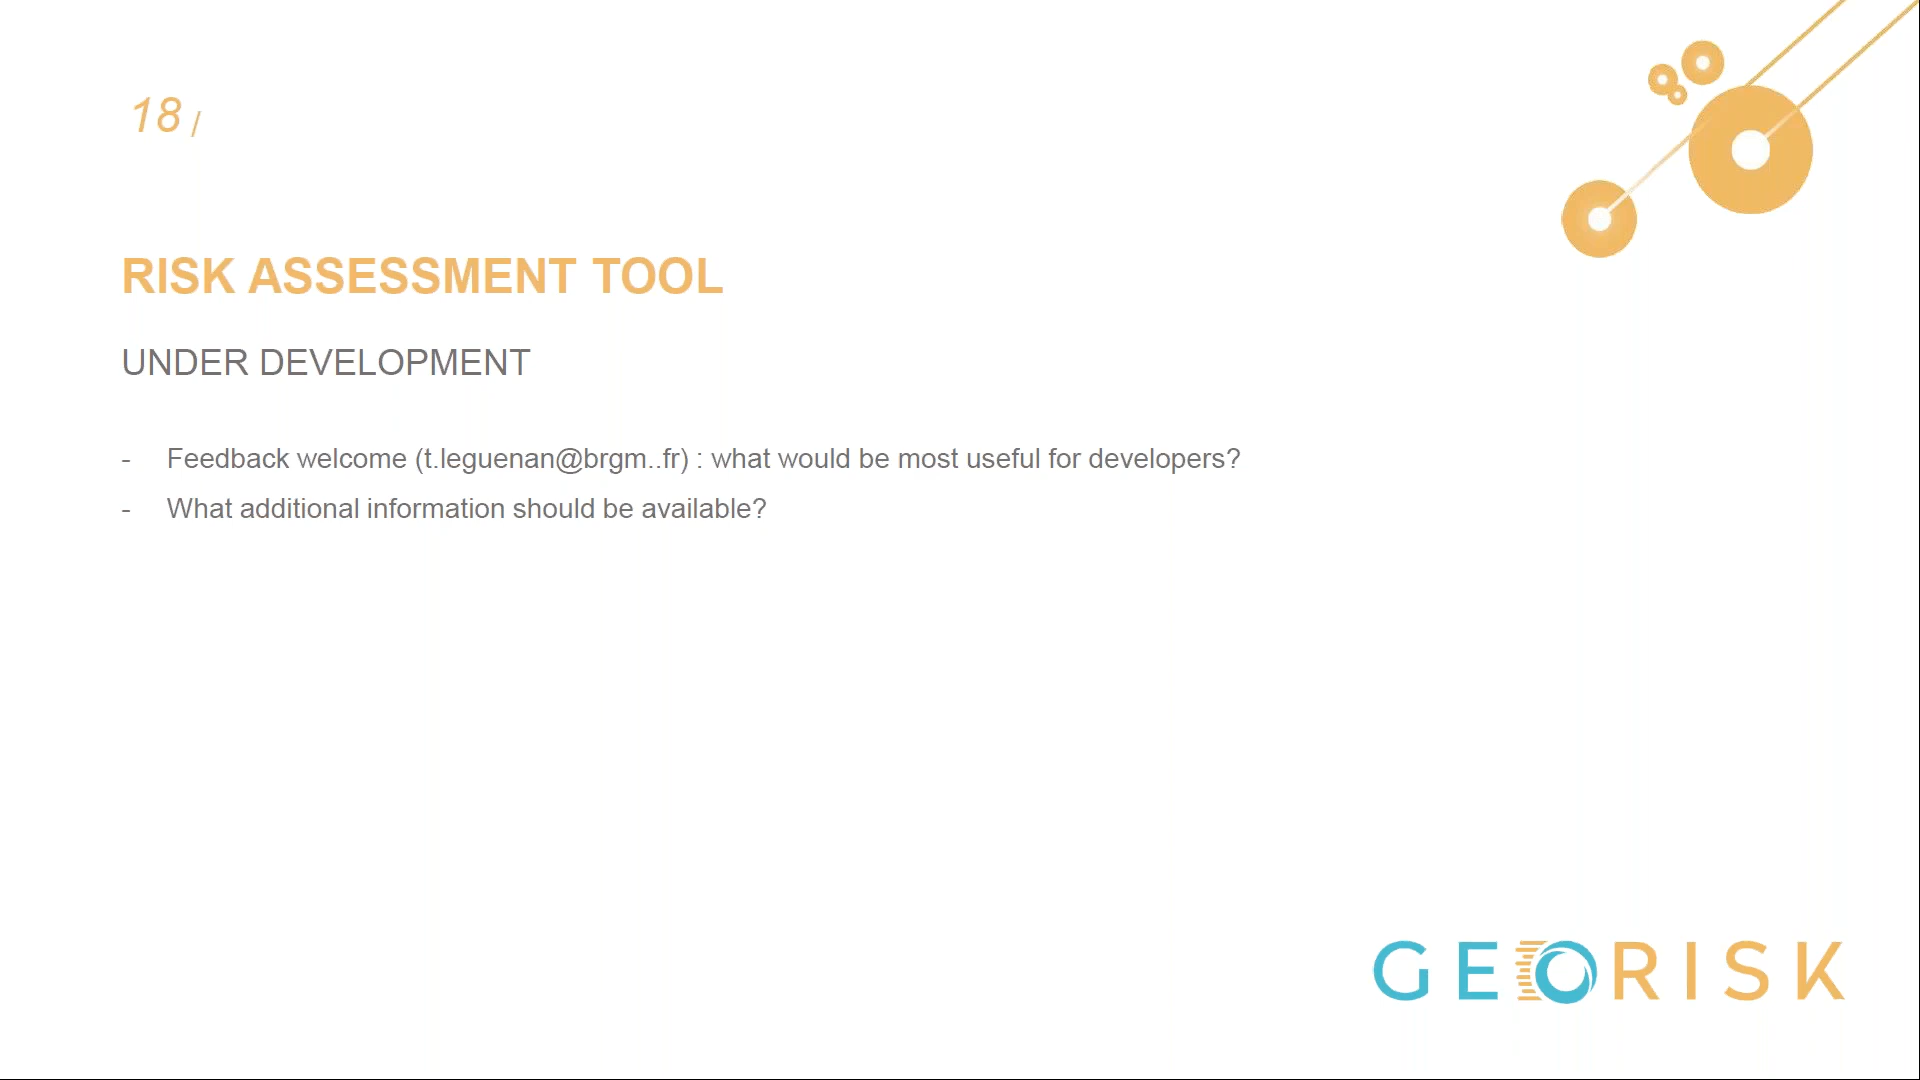 18 /
RISK ASSESSMENT TOOL
UNDER DEVELOPMENT
- Feedback welcome (t.leguenan@brgm..fr) : what would be most useful for developers?
- What additional information should be available?
GEORISK